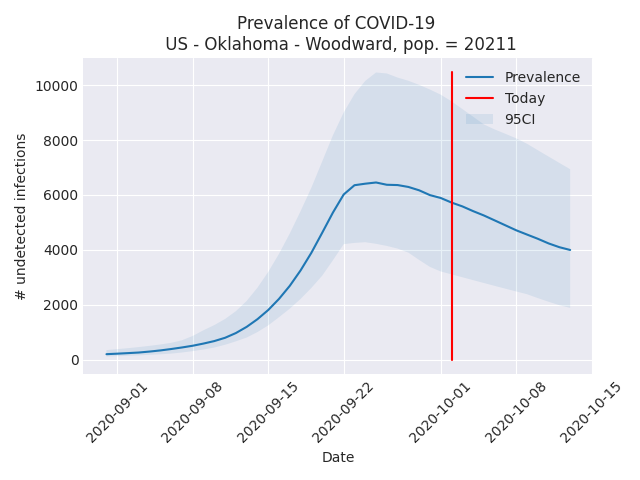 Prevalence of COVID-19
US - Oklahoma - Woodward, pop. = 20211
Prevalence
Today
95CI
# undetected infections
10000
8000
6000
4000
2000
0
2020-09-01
2020-09-08
2020-09-15
2020-09-22
2020-10-01
2020-10-08
2020-10-15
Date